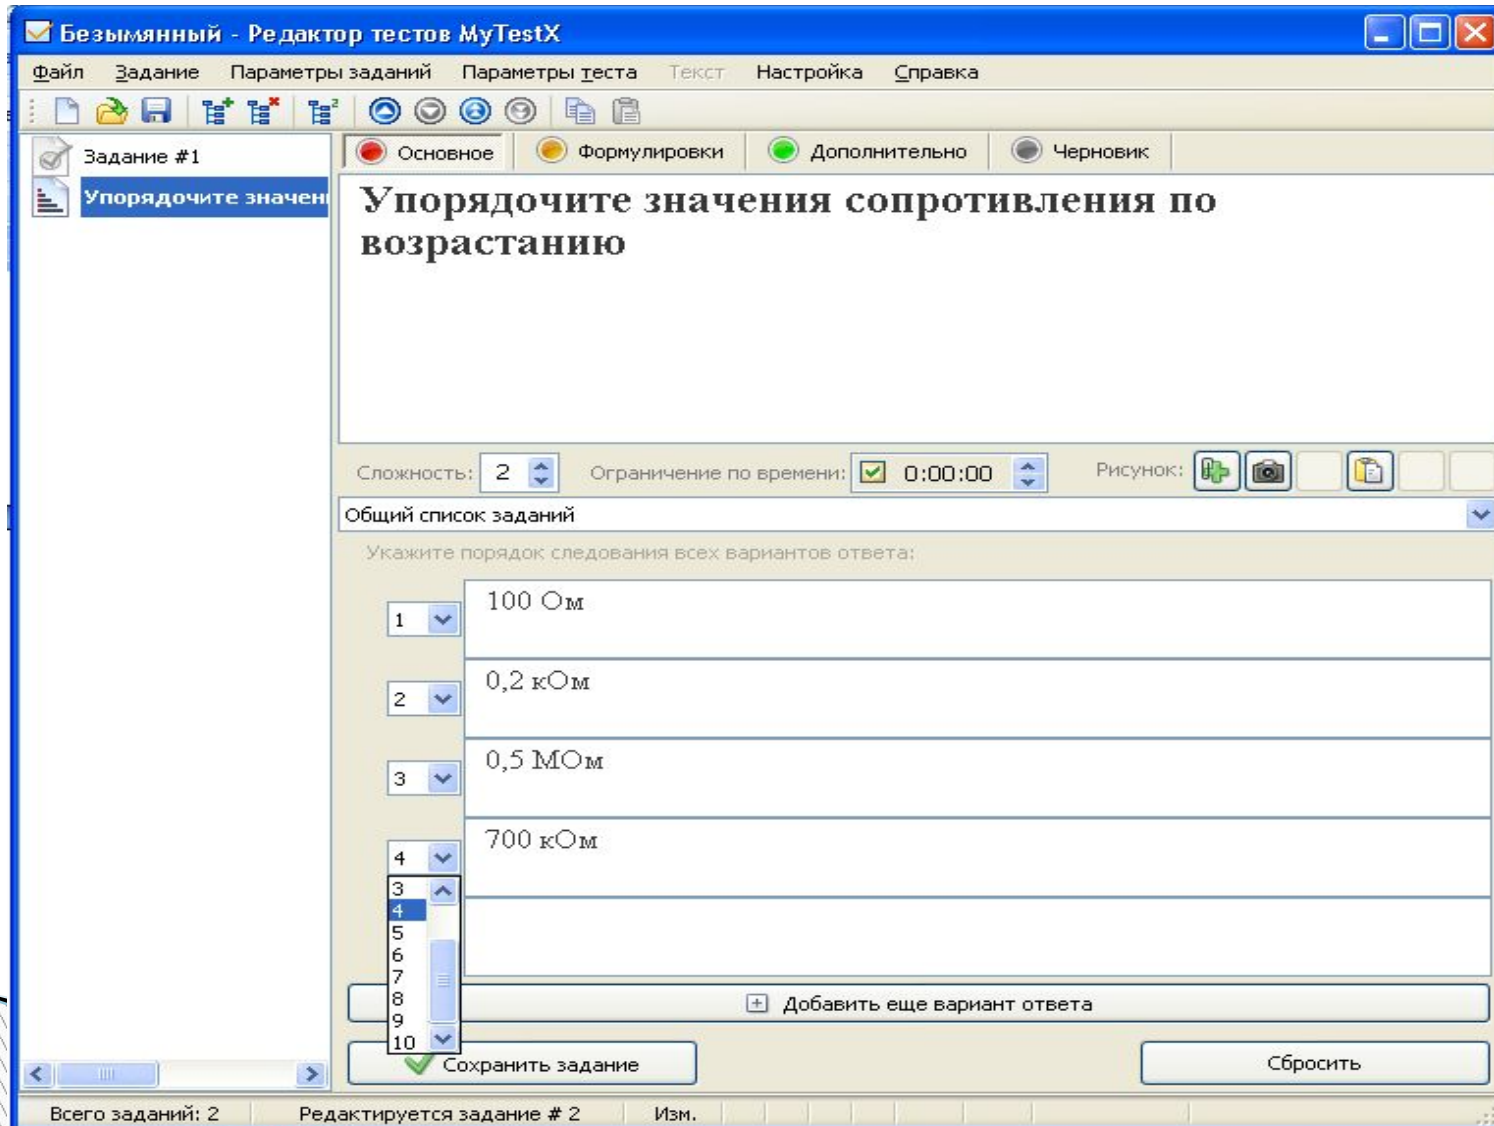 Безымянный - Редактор тестов MyTestX
Файл Задание Параметры заданий Параметры теста Текст Настройка Справка
Задание #1
Упорядочите значен
Основное Формулировки Дополнительно Черновик
Упорядочите значения сопротивления по
возрастанию
Сложность: 2 Ограничение по времени: 0:00:00 Рисунок:
Общий список заданий
Укажите порядок следования всех вариантов ответа:
1 100 Ом
2 0,2 кОм
3 0,5 МОм
4 700 кОм
3
4
5
6
7
8
9
10
Добавить еще вариант ответа
Сохранить задание Сбросить
Всего заданий: 2 Редактируется задание # 2 Изм.